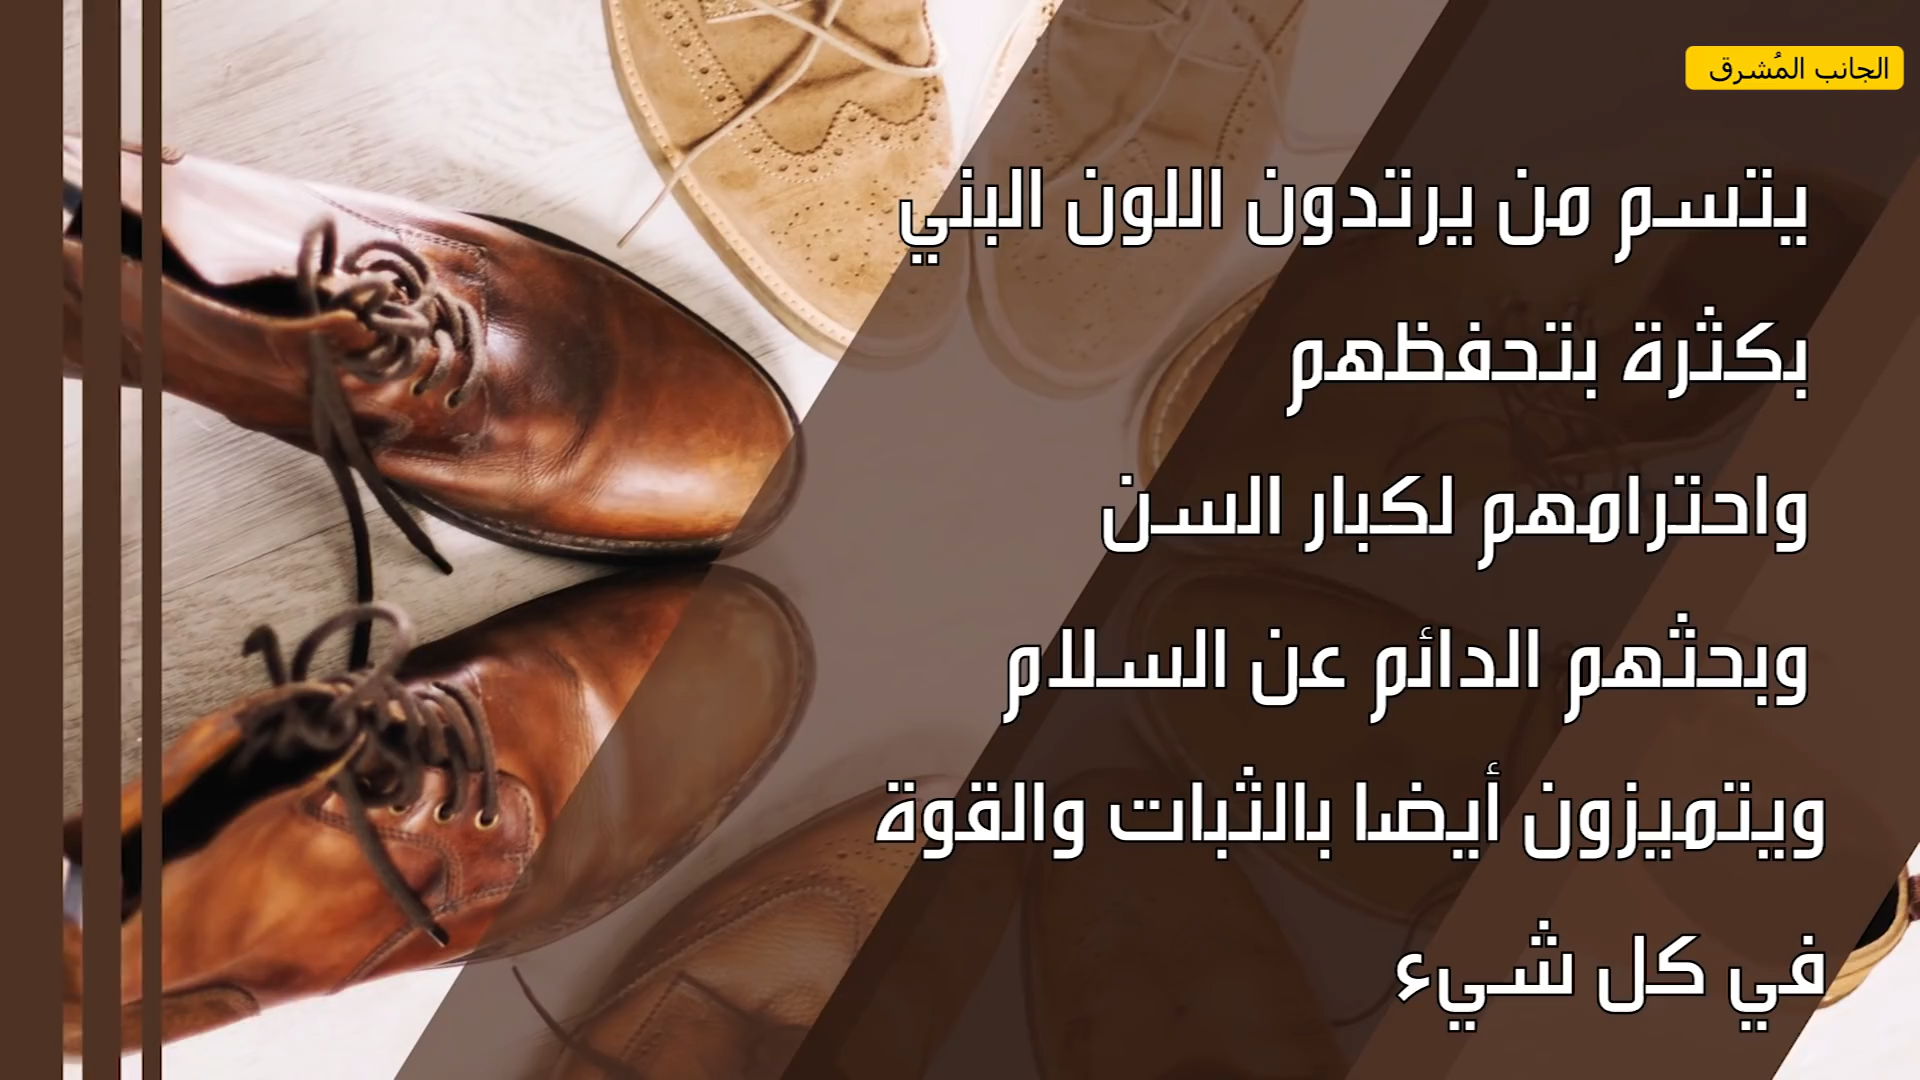 الجانب المُشرق
يتسم من يرتدون اللون البني
بكثرة بتحفظهم
واحترامهم لكبار السن
وبحثهم الدائم عن السلام
ويتميزون أيضا بالثبات والقوة
في كل شيء